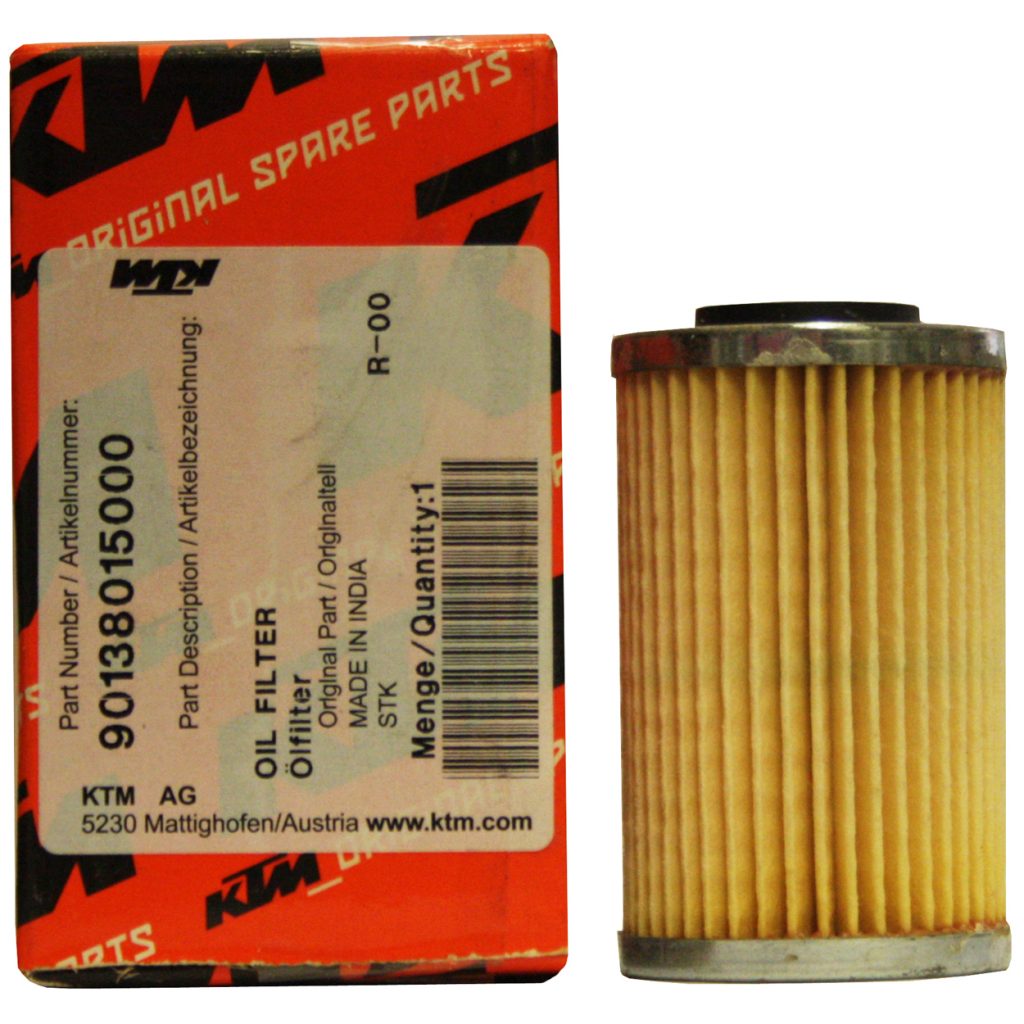 KTM
ORiGiNAL SPARE PARTS
KTM
Part Number / Artikelnummer:
90138015000
Part Description / Artikelbezeichnung:
OIL FILTER
Ölfilter
OrigInal Part / OrigInalteil
MADE IN INDIA
STK
R-00
Menge/Quantity:1
KTM AG
5230 Mattighofen/Austria www.ktm.com
KTM